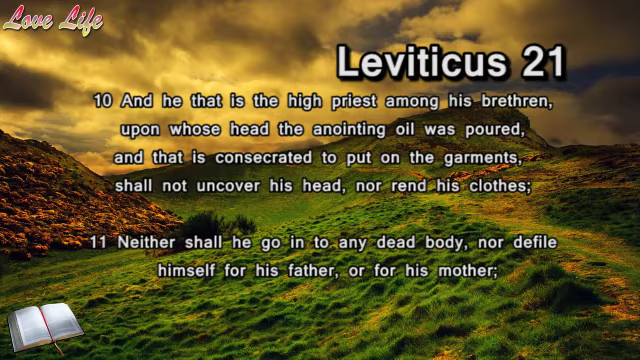 Love Life
Leviticus 21
10 And he that is the high priest among his brethren,
upon whose head the anointing oil was poured,
and that is consecrated to put on the garments,
shall not uncover his head, nor rend his clothes;
11 Neither shall he go in to any dead body, nor defile
himself for his father, or for his mother;